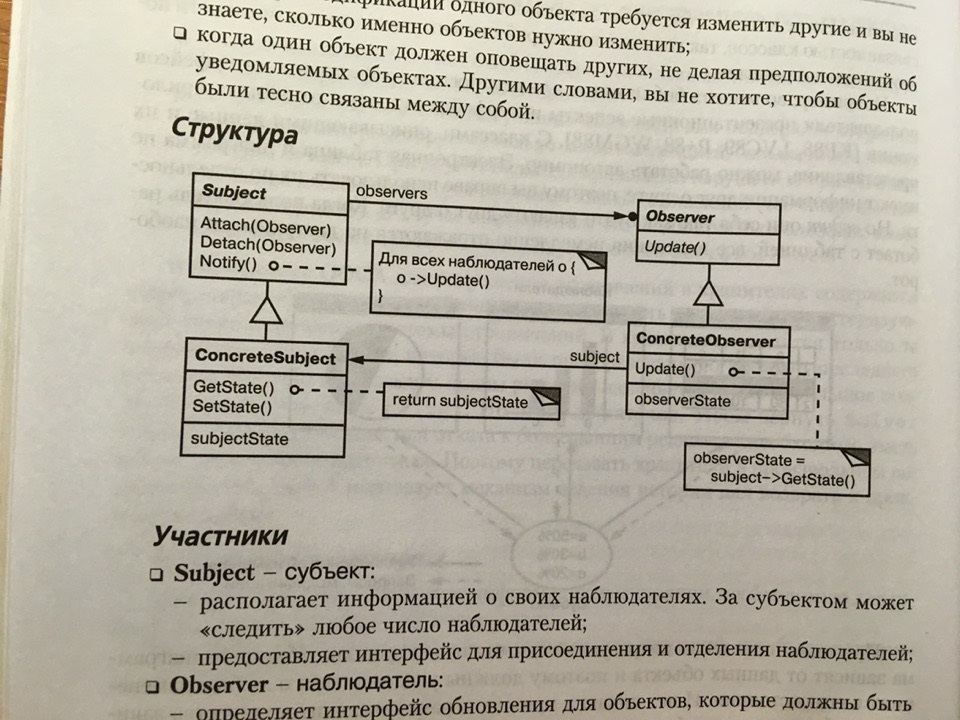 одного объекта требуется изменить другие и вы не
знаете, сколько именно объектов нужно изменить;
❑ когда один объект должен оповещать других, не делая предположений об
уведомляемых объектах. Другими словами, вы не хотите, чтобы объекты
были тесно связаны между собой.
Структура
Subject
observers
Attach(Observer)
Detach(Observer)
Notify()
Observer
Update()
Для всех наблюдателей o {
o ->Update()
}
ConcreteSubject
GetState()
SetState()
subjectState
return subjectState
subject
ConcreteObserver
Update()
observerState
observerState =
subject->GetState()
Участники
❑ Subject – субъект:
– располагает информацией о своих наблюдателях. За субъектом может
«следить» любое число наблюдателей;
– предоставляет интерфейс для присоединения и отделения наблюдателей;
❑ Observer – наблюдатель:
– определяет интерфейс обновления для объектов, которые должны быть